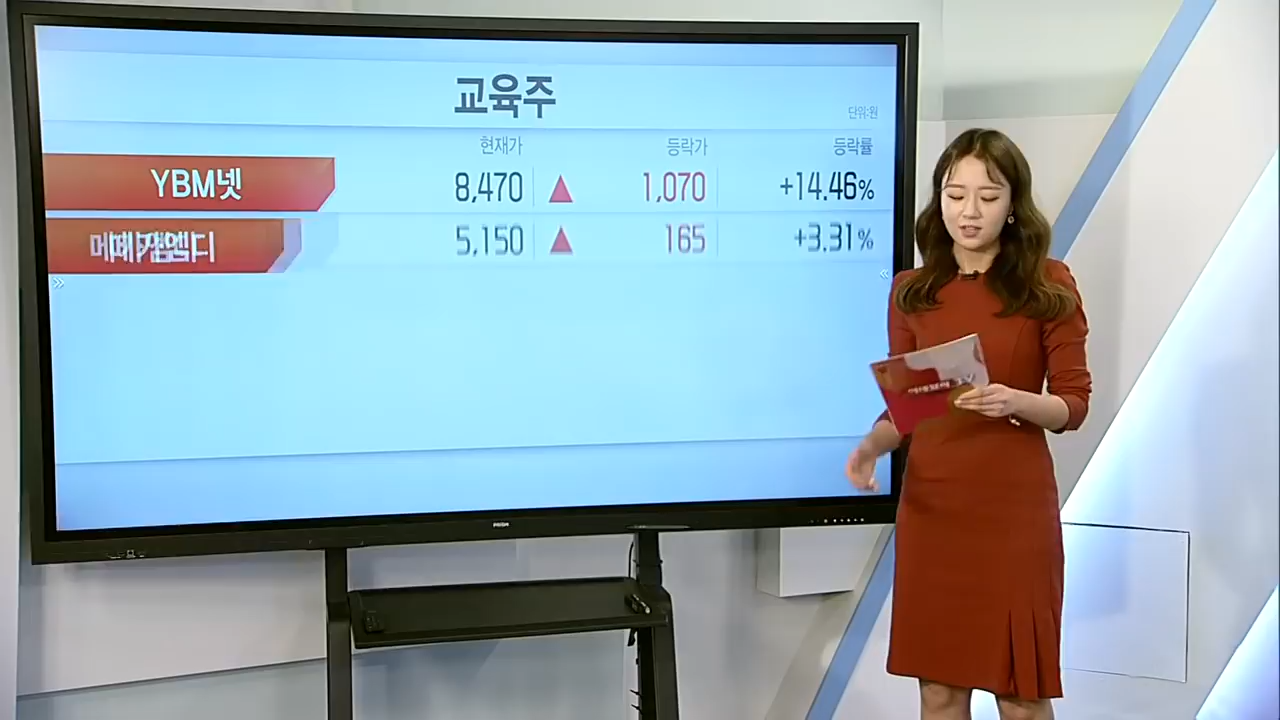 교육주
단위:원
현재가 등락가 등락률
YBM넷 8,470 ▲ 1,070 +14.46%
5,150 ▲ 165 +3.31%